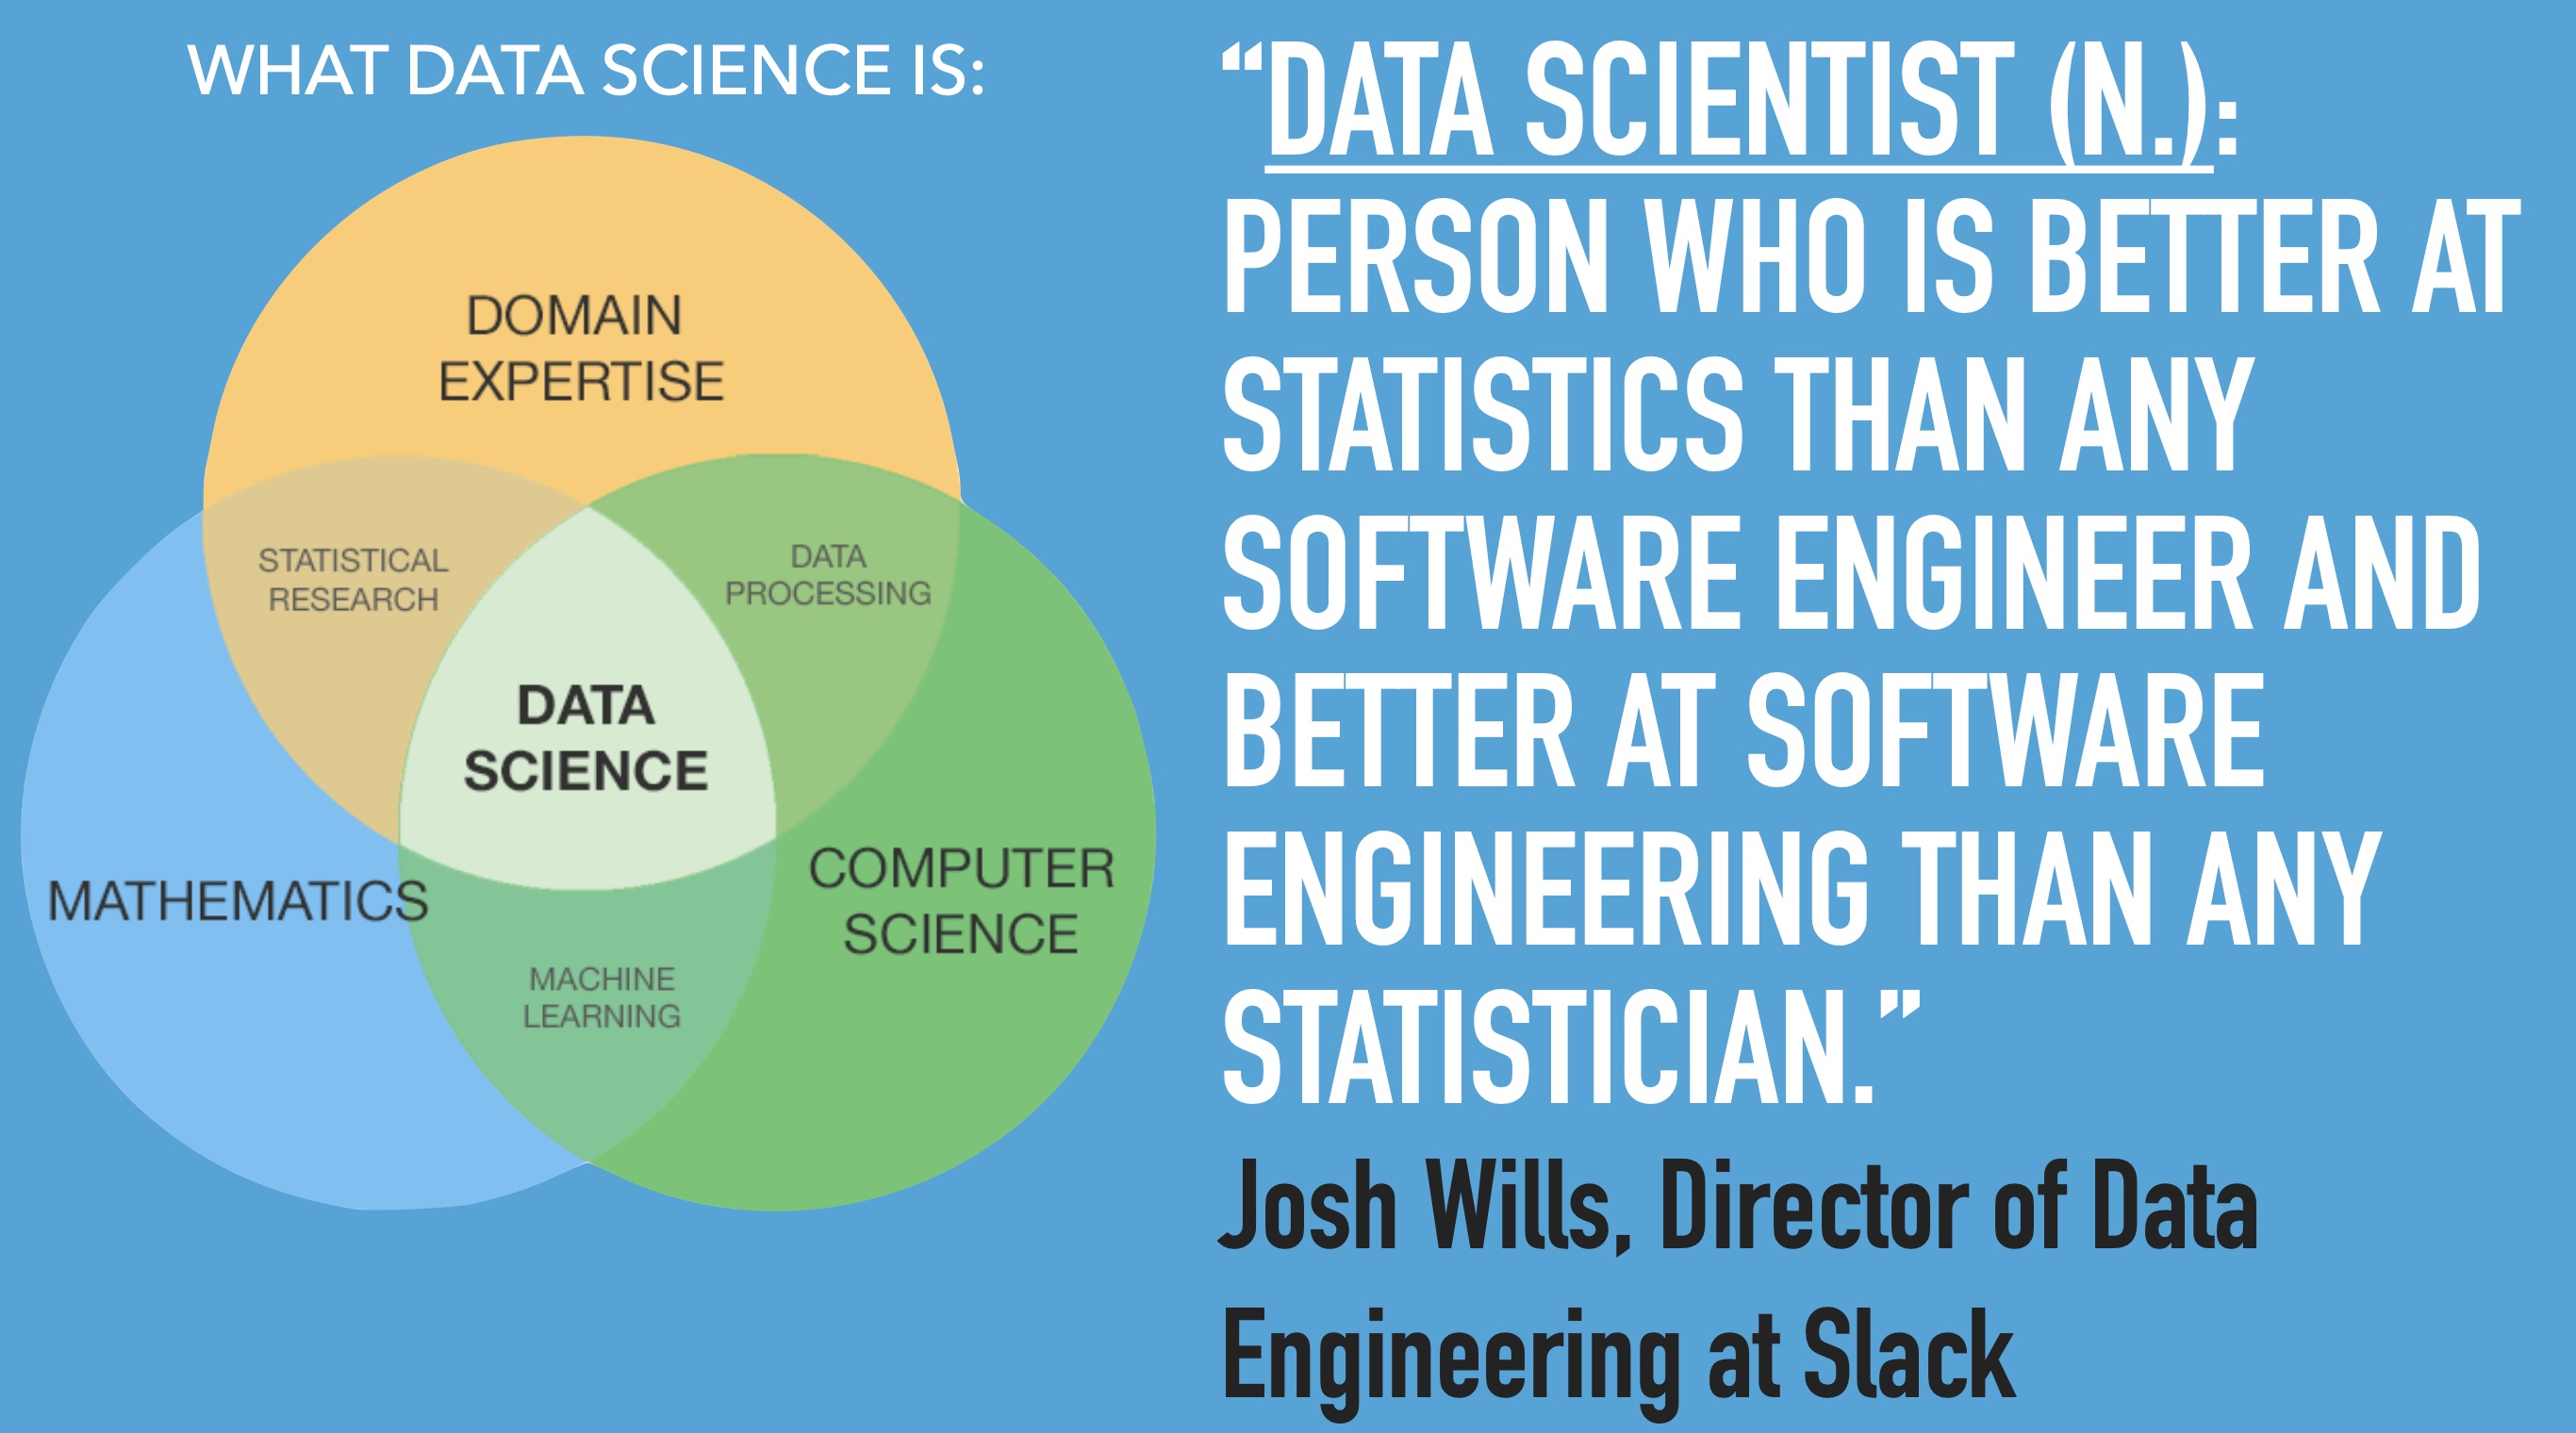 WHAT DATA SCIENCE IS:
DOMAIN
EXPERTISE
STATISTICAL
RESEARCH
DATA
PROCESSING
DATA
SCIENCE
MATHEMATICS
COMPUTER
SCIENCE
MACHINE
LEARNING
“DATA SCIENTIST (N.):
PERSON WHO IS BETTER AT
STATISTICS THAN ANY
SOFTWARE ENGINEER AND
BETTER AT SOFTWARE
ENGINEERING THAN ANY
STATISTICIAN.”
Josh Wills, Director of Data
Engineering at Slack